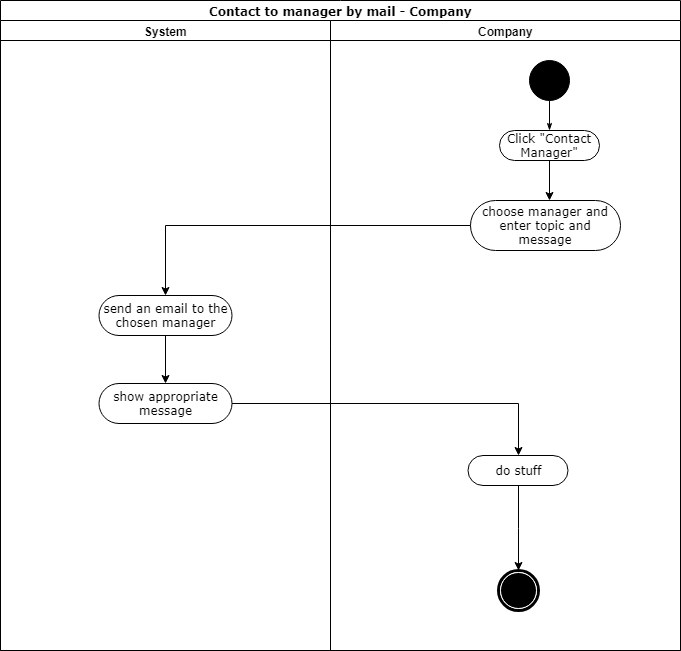 Contact to manager by mail - Company
System
Company
Click "Contact
Manager"
choose manager and
enter topic and
message
send an email to the
chosen manager
show appropriate
message
do stuff